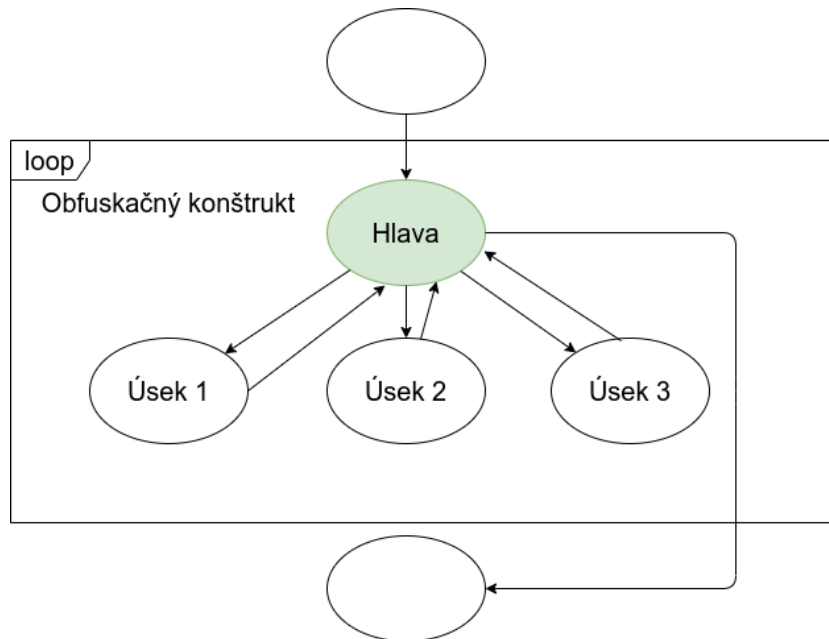 loop
Obfuskačný konštrukt
Hlava
Úsek 1
Úsek 2
Úsek 3